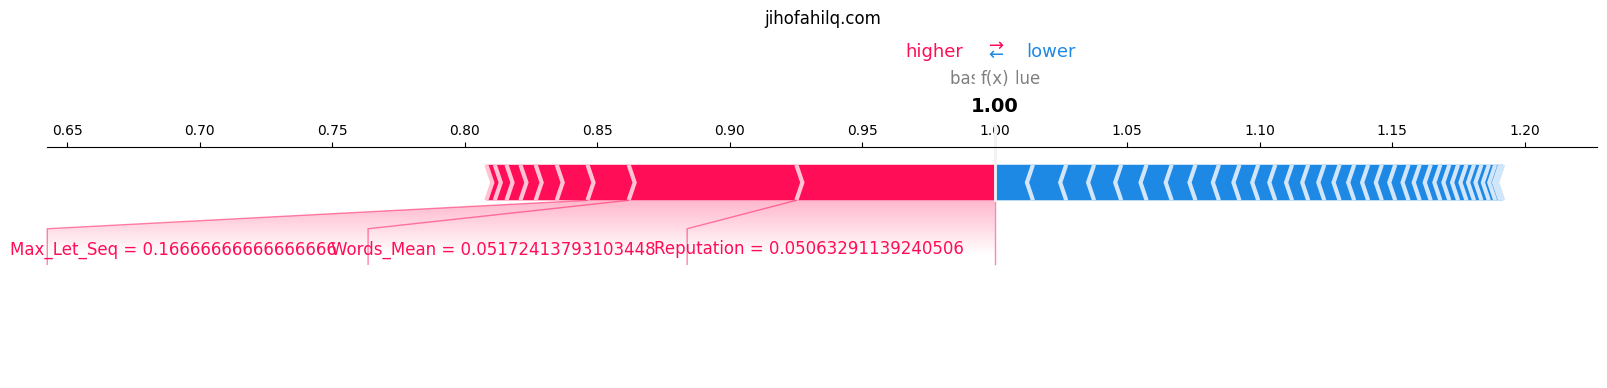 jihofahilq.com
higher ⇄ lower
f(x)
1.00
0.65 0.70 0.75 0.80 0.85 0.90 0.95 1.00 1.05 1.10 1.15 1.20
Max_Let_Seq = 0.16666666666666666 Words_Mean = 0.05172413793103448 Reputation = 0.05063291139240506